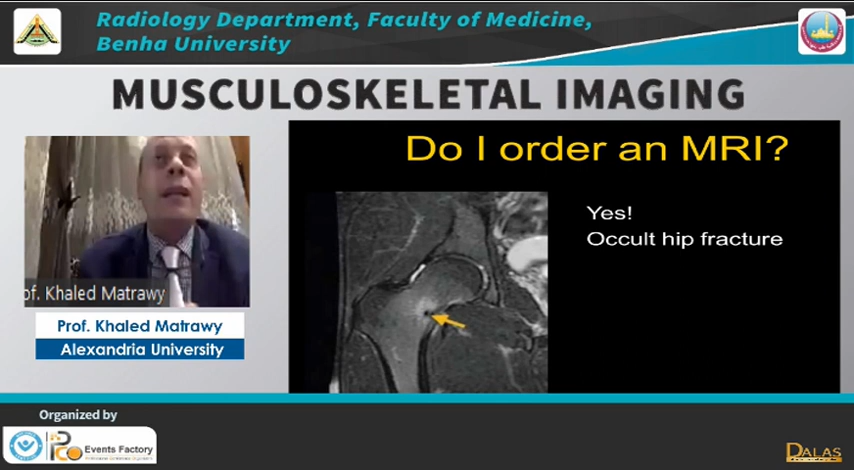 Radiology Department, Faculty of Medicine,
Benha University
MUSCULOSKELETAL IMAGING
Do I order an MRI?
Yes!
Occult hip fracture
of. Khaled Matrawy
Prof. Khaled Matrawy
Alexandria University
Organized by
Pco Events Factory
DALAS